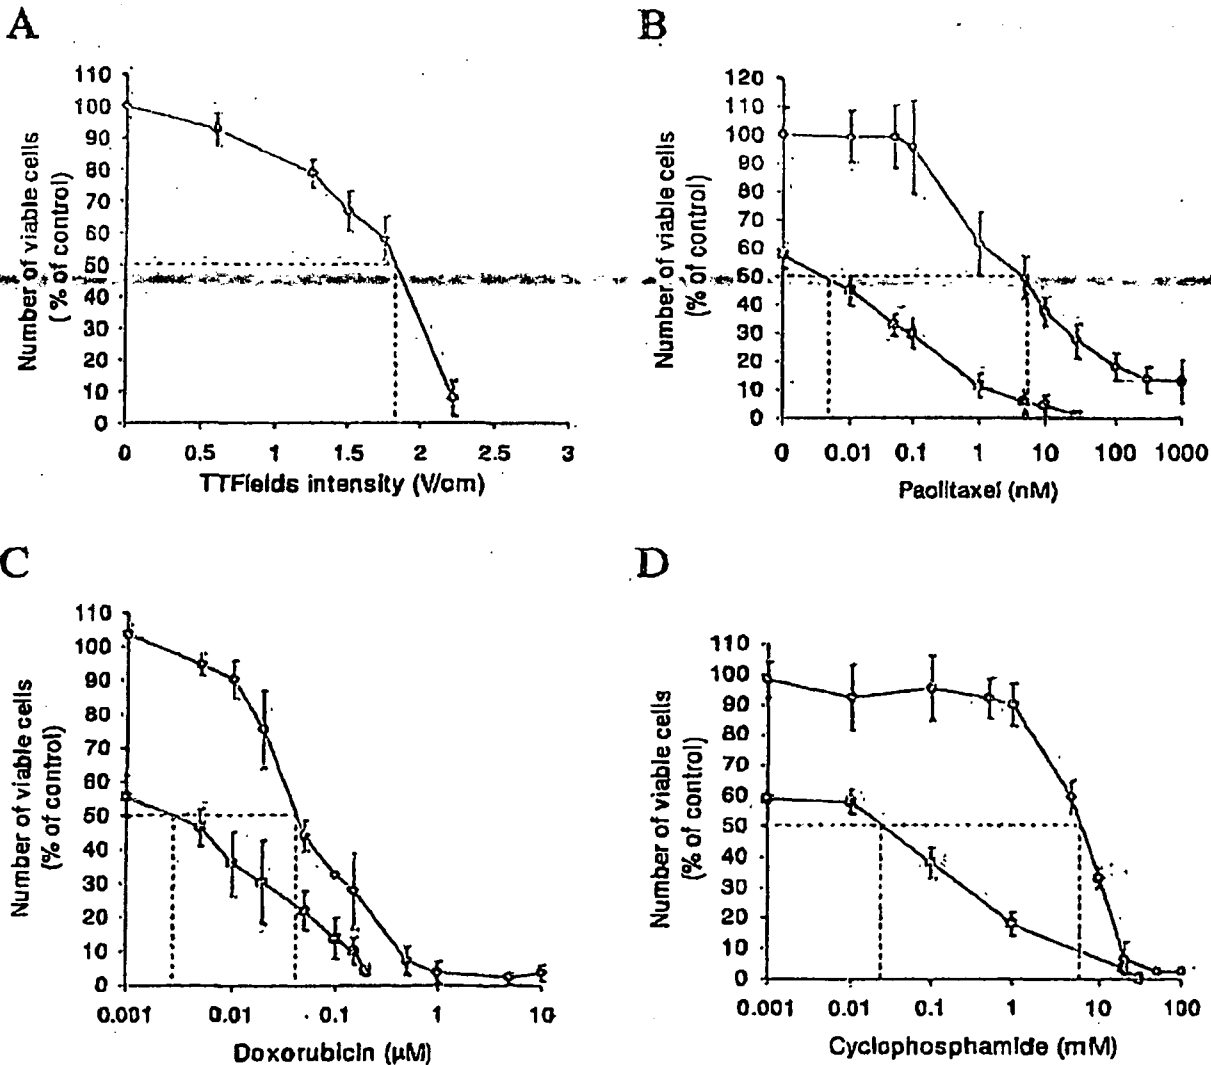 A
Number of viable cells
( % of control)
110
100
90
80
70
60
50
40
30
20
10
0
0 0.5 1 1.5 2 2.5 3
TTFields intensity (V/cm)
B
Number of viable cells
(% of control)
120
110
100
90
80
70
60
50
40
30
20
10
0
0 0.01 0.1 1 10 100 1000
Paclitaxel (nM)
C
Number of viable cells
(% of control)
110
100
90
80
70
60
50
40
30
20
10
0
0.001 0.01 0.1 1 10
Doxorubicin (μM)
D
Number of viable cells
(% of control)
110
100
90
80
70
60
50
40
30
20
10
0
0.001 0.01 0.1 1 10 100
Cyclophosphamide (mM)